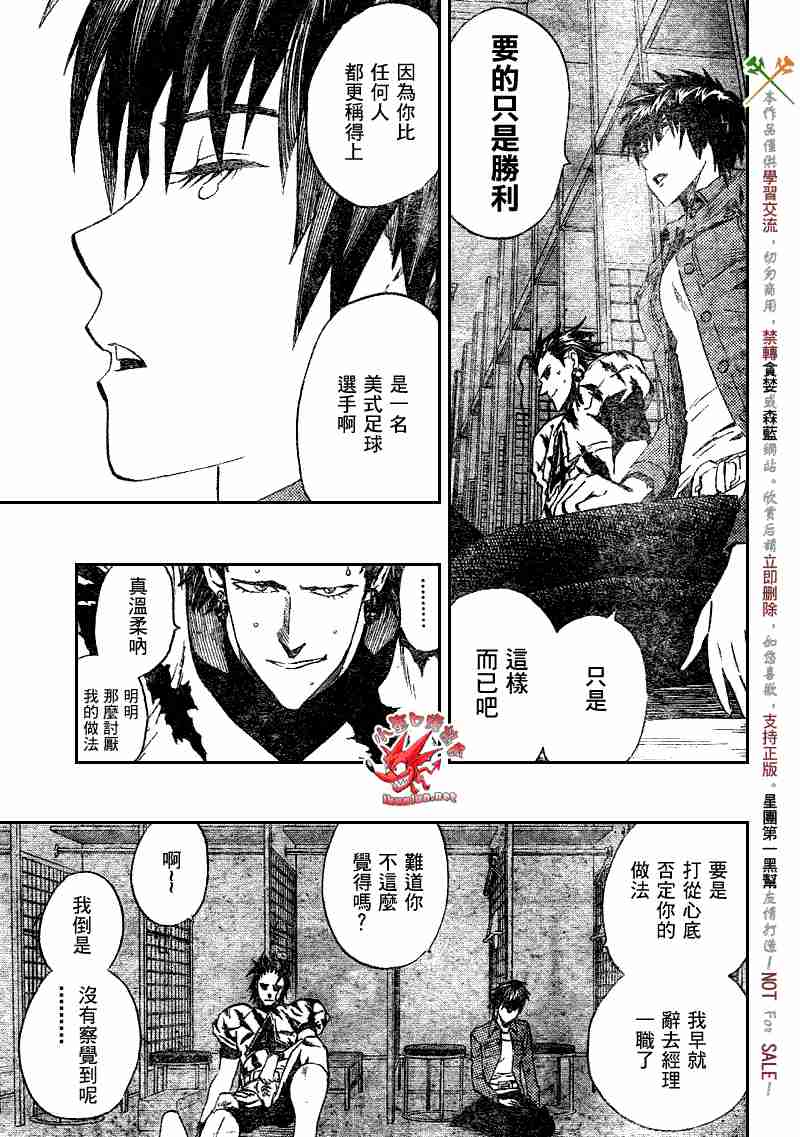 要的只是勝利
只是
這樣
而已吧
因為你比
任何人
都更稱得上
是一名
美式足球
選手啊
………
真溫柔吶
明明
那麼討厭
我的做法
要是
打從心底
否定你的
做法
我早就
辭去經理
一職了
難道你
不這麼
覺得嗎?
啊~
我倒是
………
沒有察覺到呢
本作品僅供學習交流，切勿商用，禁轉貪婪或森藍網站。欣賞后請立即刪除，如您喜歡，支持正版。星團第一黑幫友情打造！NOT For SALE—